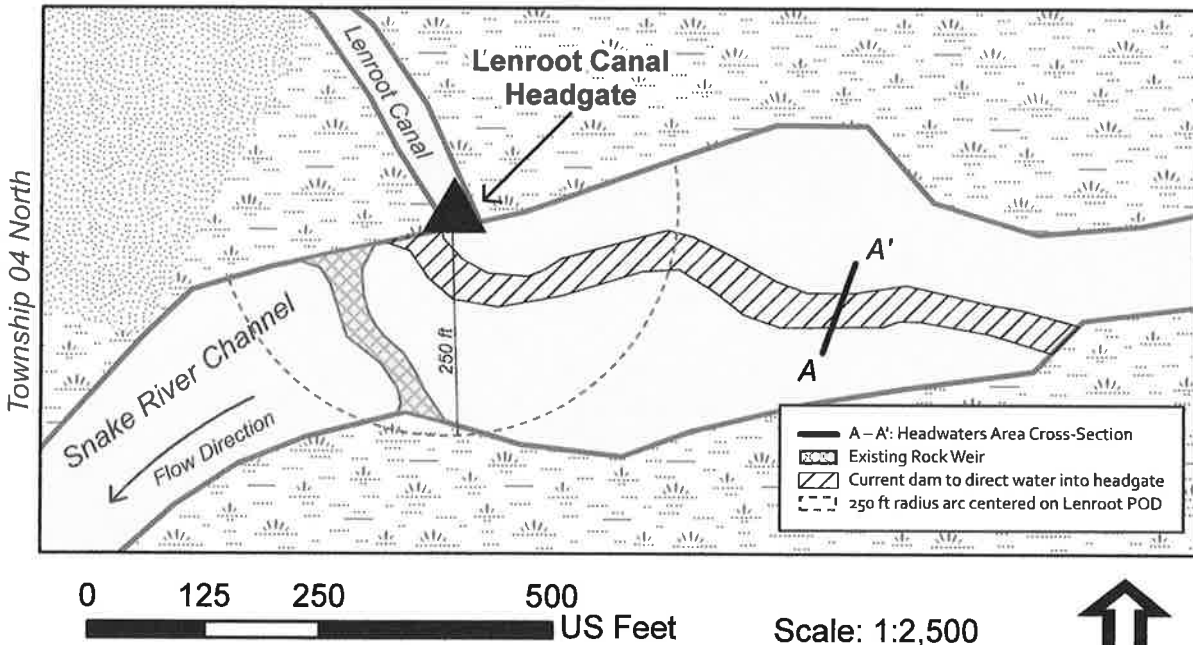 Lenroot Canal
Lenroot Canal
Headgate
Township 04 North
A'
A
250 ft
Snake River Channel
Flow Direction
A – A': Headwaters Area Cross-Section
Existing Rock Weir
Current dam to direct water into headgate
250 ft radius arc centered on Lenroot POD
0 125 250 500
US Feet
Scale: 1:2,500